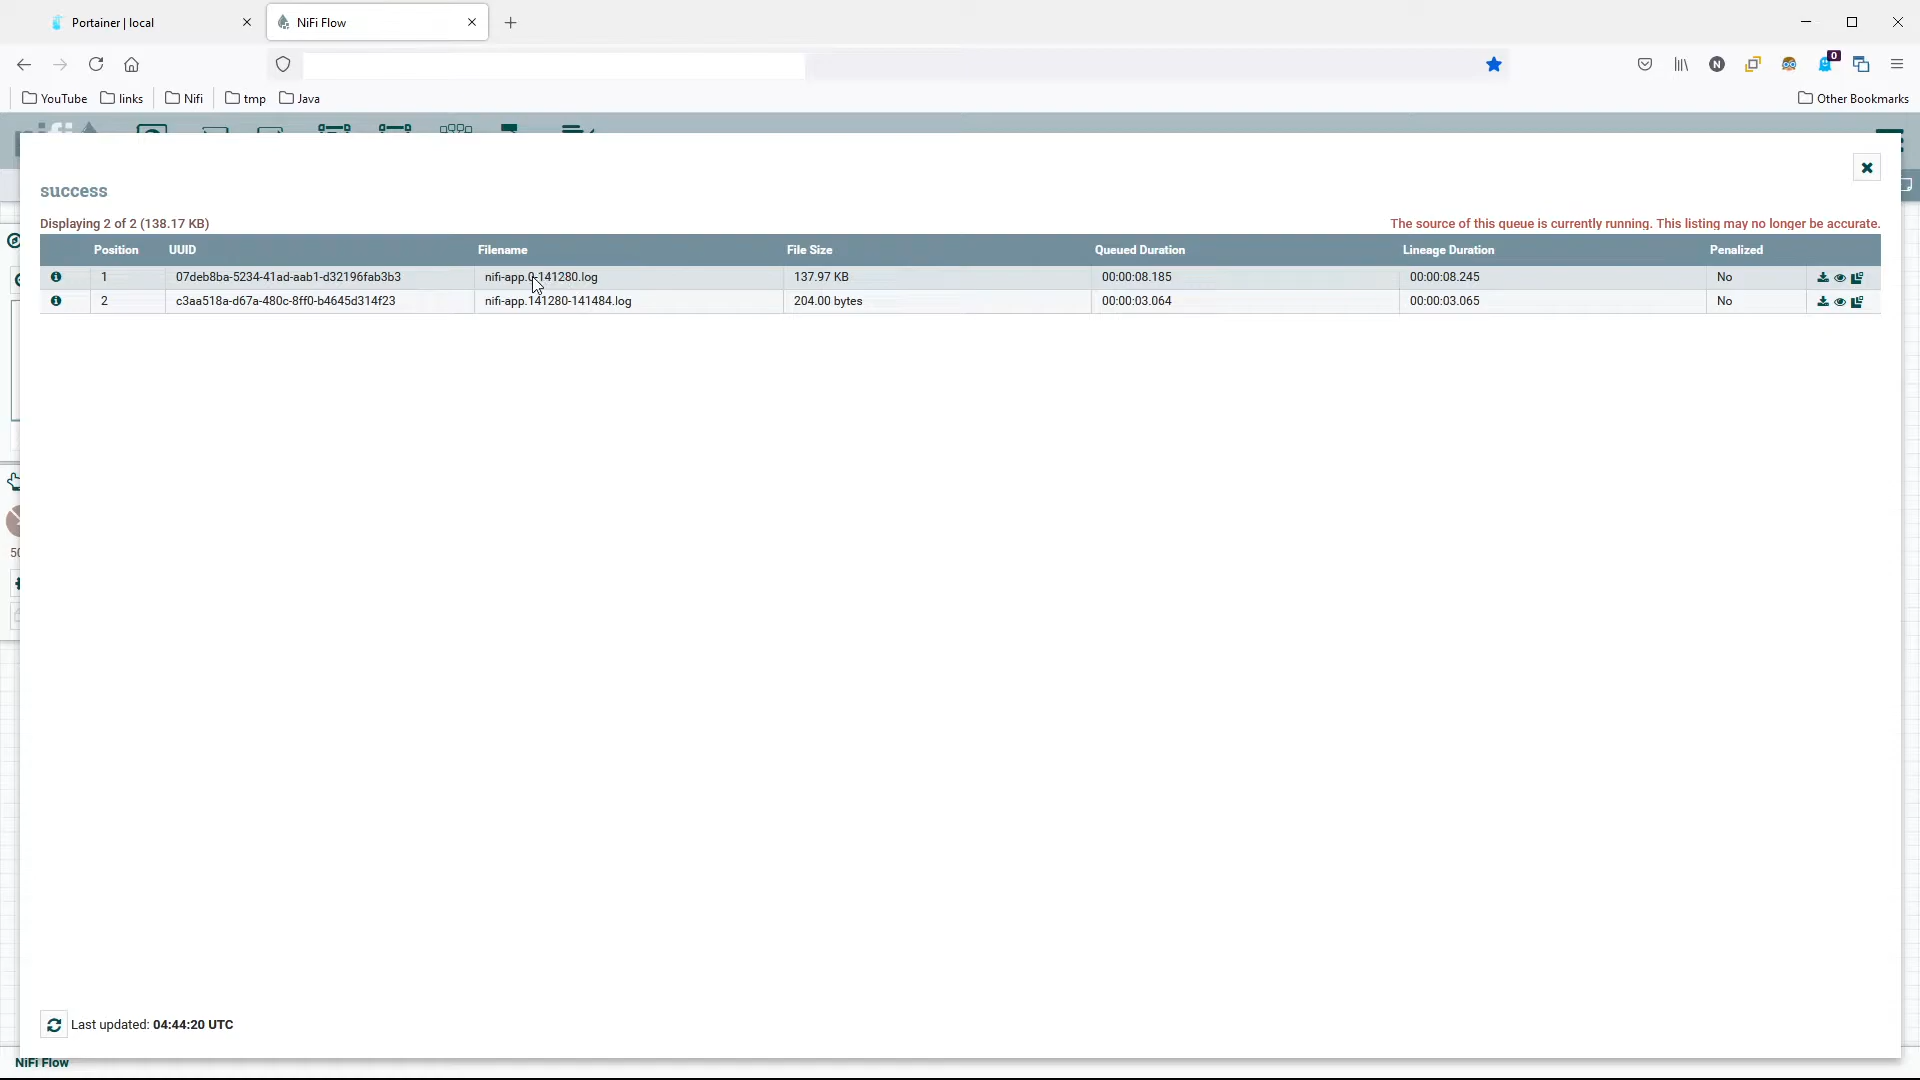 Portainer | local
NiFi Flow
0
YouTube
links
Nifi
tmp
Java
Other Bookmarks
success
Displaying 2 of 2 (138.17 KB)
The source of this queue is currently running. This listing may no longer be accurate.
Position UUID Filename File Size Queued Duration Lineage Duration Penalized
1 07deb8ba-5234-41ad-aab1-d32196fab3b3 nifi-app.0-141280.log 137.97 KB 00:00:08.185 00:00:08.245 No
2 c3aa518a-d67a-480c-8ff0-b4645d314f23 nifi-app.141280-141484.log 204.00 bytes 00:00:03.064 00:00:03.065 No
Last updated: 04:44:20 UTC
NiFi Flow